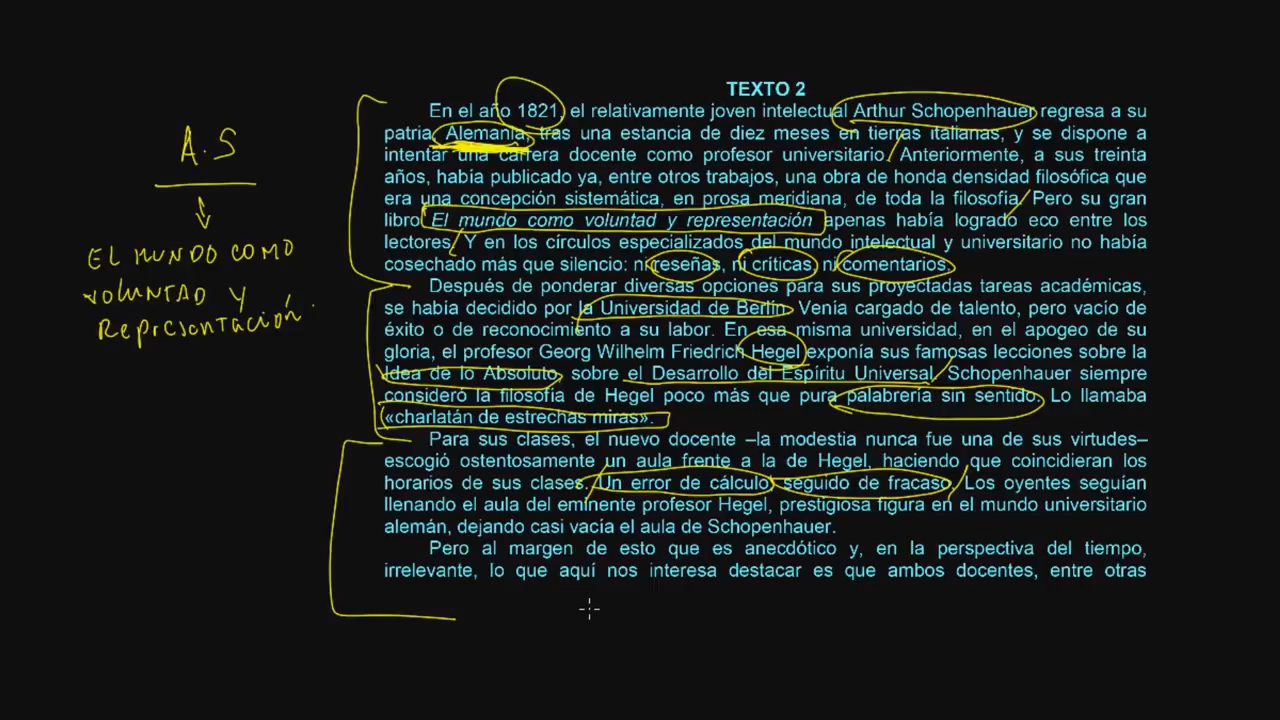 TEXTO 2
En el año 1821, el relativamente joven intelectual Arthur Schopenhauer regresa a su
patria, Alemania, tras una estancia de diez meses en tierras italianas, y se dispone a
intentar una carrera docente como profesor universitario. Anteriormente, a sus treinta
años, había publicado ya, entre otros trabajos, una obra de honda densidad filosófica que
era una concepción sistemática, en prosa meridiana, de toda la filosofía. Pero su gran
libro El mundo como voluntad y representación apenas había logrado eco entre los
lectores. Y en los círculos especializados del mundo intelectual y universitario no había
cosechado más que silencio: ni reseñas, ni críticas, ni comentarios.
Después de ponderar diversas opciones para sus proyectadas tareas académicas,
se había decidido por la Universidad de Berlín. Venía cargado de talento, pero vacío de
éxito o de reconocimiento a su labor. En esa misma universidad, en el apogeo de su
gloria, el profesor Georg Wilhelm Friedrich Hegel exponía sus famosas lecciones sobre la
Idea de lo Absoluto, sobre el Desarrollo del Espíritu Universal. Schopenhauer siempre
consideró la filosofía de Hegel poco más que pura palabrería sin sentido. Lo llamaba
«charlatán de estrechas miras».
Para sus clases, el nuevo docente –la modestia nunca fue una de sus virtudes–
escogió ostentosamente un aula frente a la de Hegel, haciendo que coincidieran los
horarios de sus clases. Un error de cálculo seguido de fracaso. Los oyentes seguían
llenando el aula del eminente profesor Hegel, prestigiosa figura en el mundo universitario
alemán, dejando casi vacía el aula de Schopenhauer.
Pero al margen de esto que es anecdótico y, en la perspectiva del tiempo,
irrelevante, lo que aquí nos interesa destacar es que ambos docentes, entre otras
A.S
EL MUNDO COMO
VOLUNTAD Y
REPRESENTACIÓN.